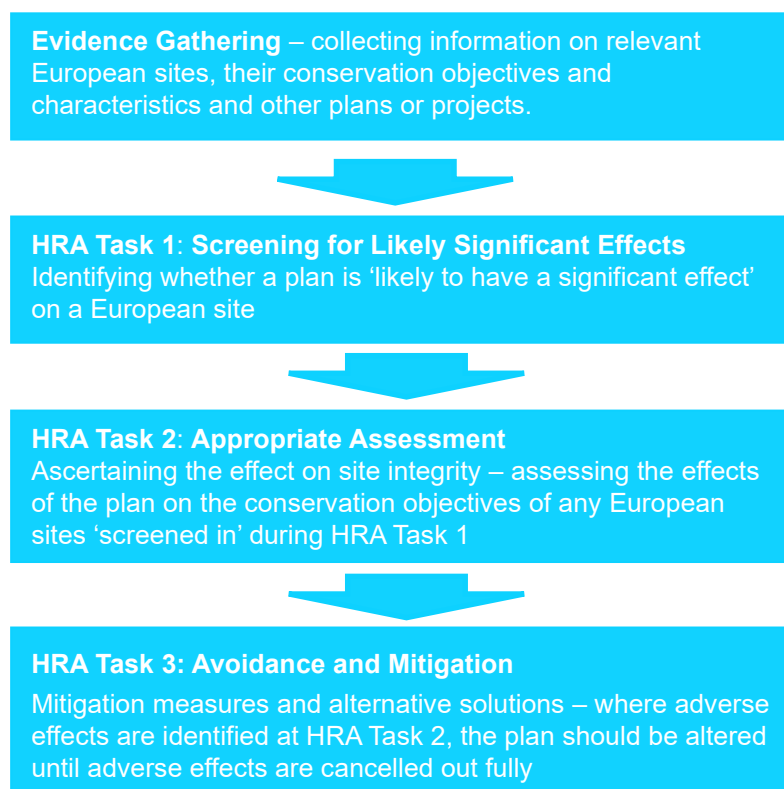 Evidence Gathering – collecting information on relevant
European sites, their conservation objectives and
characteristics and other plans or projects.
HRA Task 1: Screening for Likely Significant Effects
Identifying whether a plan is ‘likely to have a significant effect’
on a European site
HRA Task 2: Appropriate Assessment
Ascertaining the effect on site integrity – assessing the effects
of the plan on the conservation objectives of any European
sites ‘screened in’ during HRA Task 1
HRA Task 3: Avoidance and Mitigation
Mitigation measures and alternative solutions – where adverse
effects are identified at HRA Task 2, the plan should be altered
until adverse effects are cancelled out fully